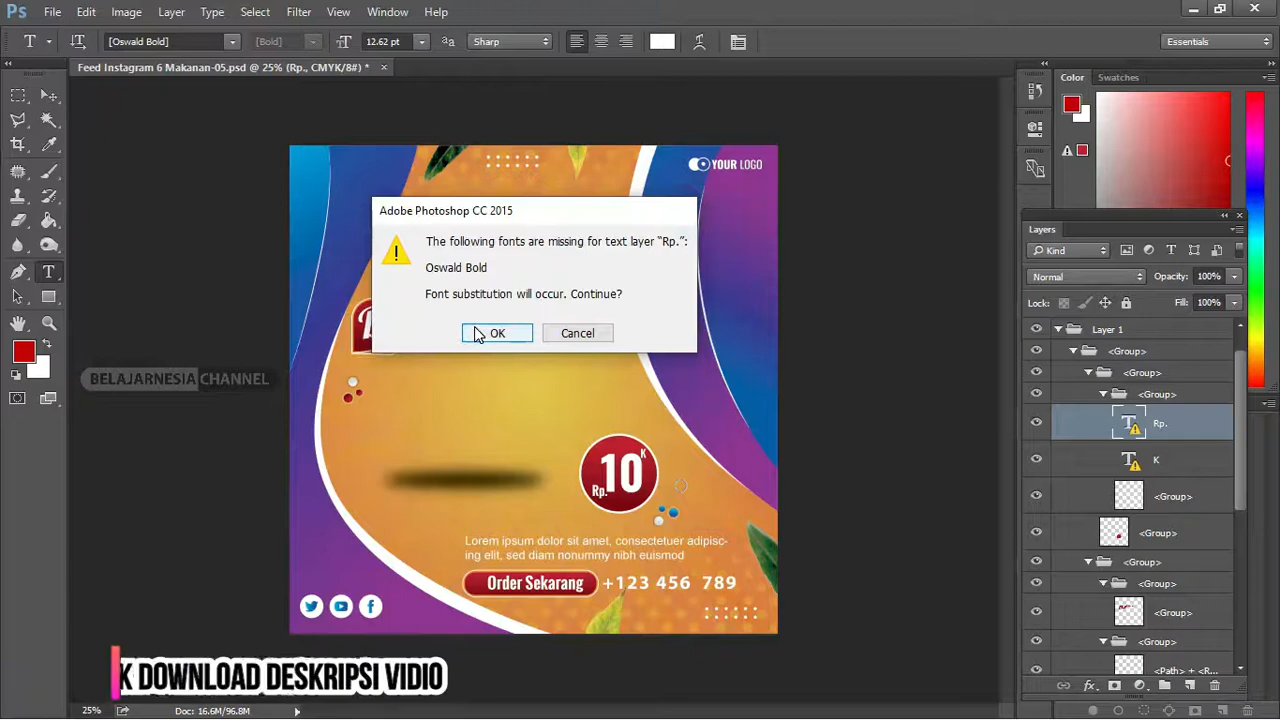 Ps File Edit Image Layer Type Select Filter View Window Help
T [Oswald Bold] [Bold] 12.62 pt aa Sharp Essentials
Feed Instagram 6 Makanan-05.psd @ 25% (Rp., CMYK/8#) * ×
Color Swatches
YOUR LOGO
Adobe Photoshop CC 2015
The following fonts are missing for text layer “Rp.”:
Oswald Bold
Font substitution will occur. Continue?
OK Cancel
BELAJARNESIA CHANNEL
Rp. 10 K
Lorem ipsum dolor sit amet, consectetuer adipisc-
ing elit, sed diam nonummy nibh euismod
Order Sekarang +123 456 789
K DOWNLOAD DESKRIPSI VIDIO
Layers
Kind
Normal Opacity: 100%
Lock: Fill: 100%
Layer 1
<Group>
<Group>
<Group>
T Rp.
T K
<Group>
<Group>
<Group>
<Group>
<Group>
<Group>
<Path> + <R...
25% Doc: 16.6M/96.8M